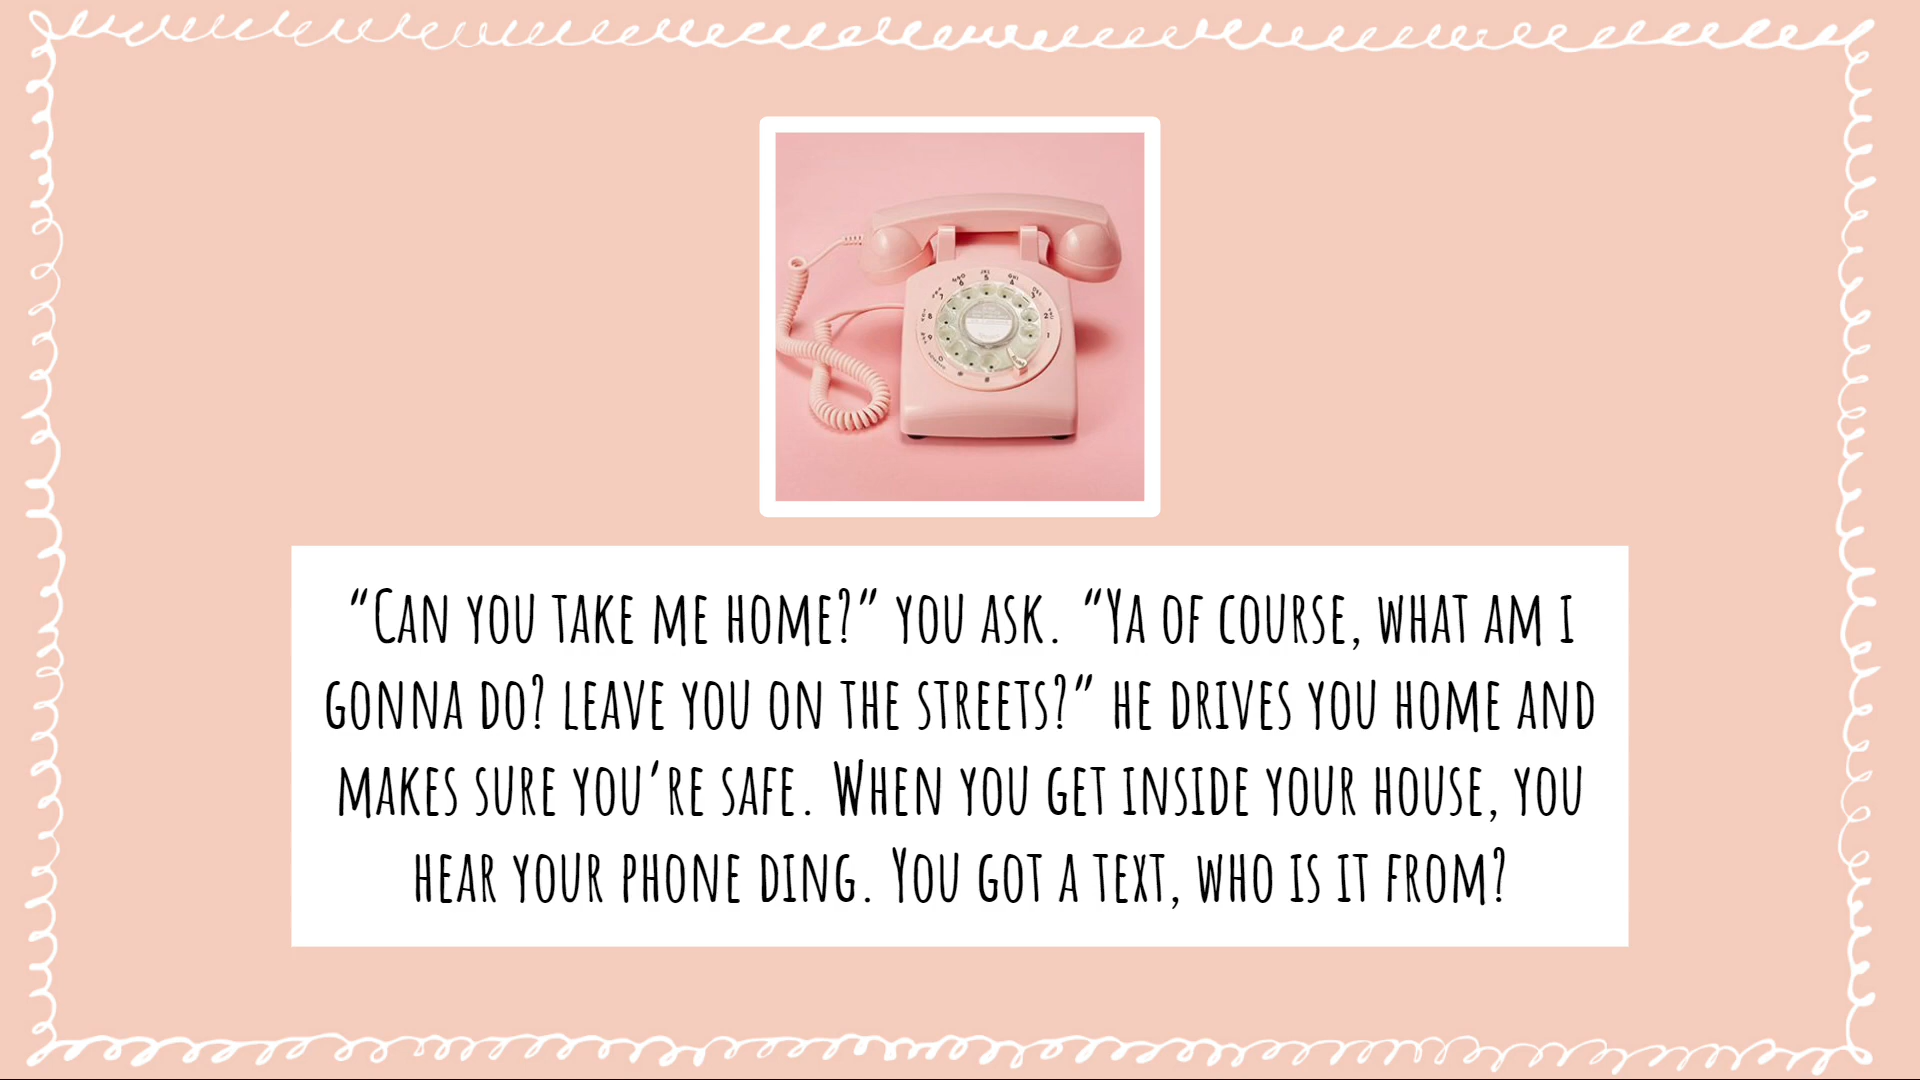 “Can you take me home?” you ask. “Ya of course, what am I
gonna do? leave you on the streets?” he drives you home and
makes sure you’re safe. When you get inside your house, you
hear your phone ding. You got a text, who is it from?